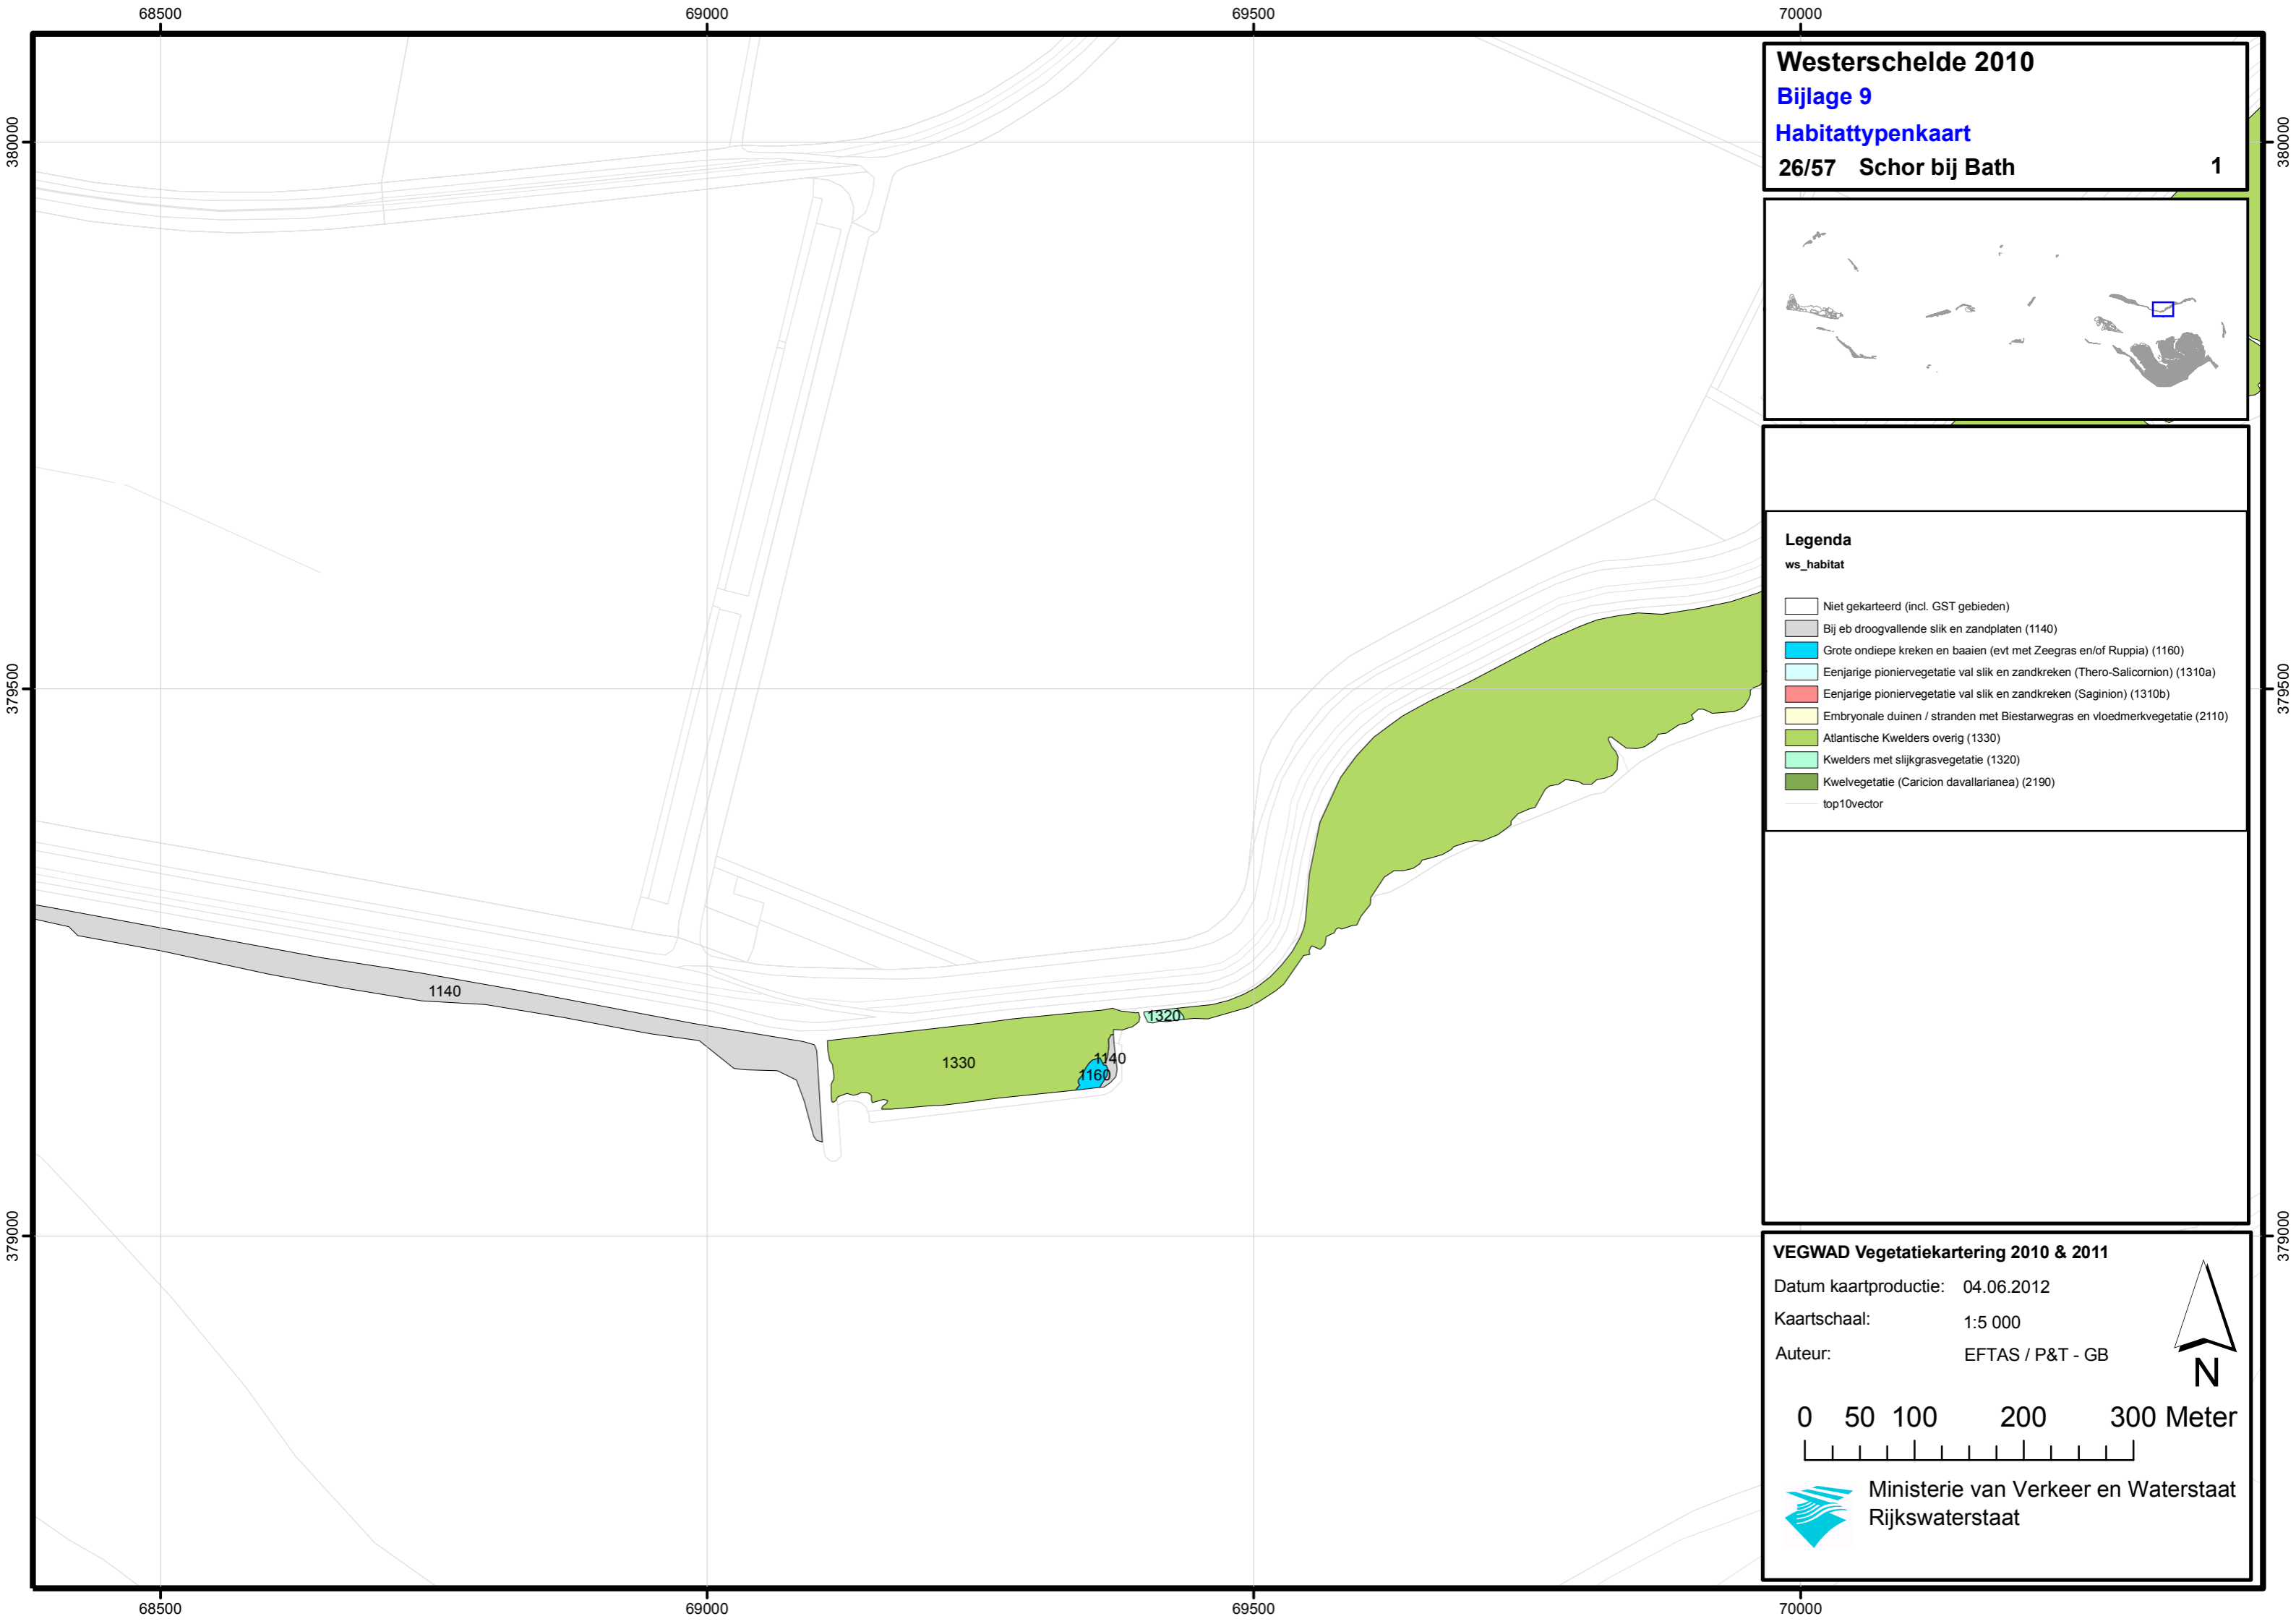 68500 69000 69500 70000
Westerschelde 2010
Bijlage 9
Habitattypenkaart
26/57 Schor bij Bath 1
380000 380000
Legenda
ws_habitat
Niet gekarteerd (incl. GST gebieden)
Bij eb droogvallende slik en zandplaten (1140)
Grote ondiepe kreken en baaien (evt met Zeegras en/of Ruppia) (1160)
Eenjarige pioniervegetatie val slik en zandkreken (Thero-Salicornion) (1310a)
Eenjarige pioniervegetatie val slik en zandkreken (Saginion) (1310b)
Embryonale duinen / stranden met Biestarwegras en vloedmerkvegetatie (2110)
Atlantische Kwelders overig (1330)
Kwelders met slijkgrasvegetatie (1320)
Kwelvegetatie (Caricion davallarianea) (2190)
top10vector
379500 379500
1140
1320
1330
1140
1160
379000 379000
VEGWAD Vegetatiekartering 2010 & 2011
Datum kaartproductie: 04.06.2012
Kaartschaal: 1:5 000
Auteur: EFTAS / P&T - GB
N
0 50 100 200 300 Meter
Ministerie van Verkeer en Waterstaat
Rijkswaterstaat
68500 69000 69500 70000